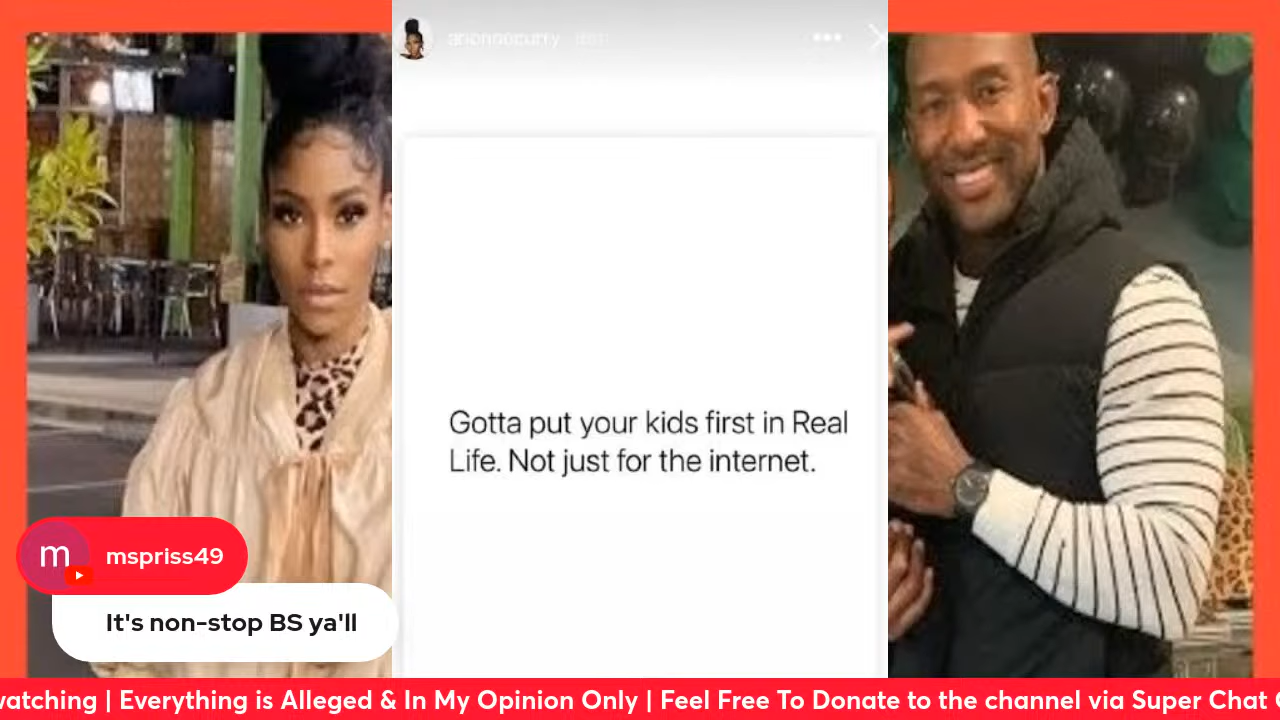 Gotta put your kids first in Real
Life. Not just for the internet.
m
mspriss49
It's non-stop BS ya'll
watching | Everything is Alleged & In My Opinion Only | Feel Free To Donate to the channel via Super Chat